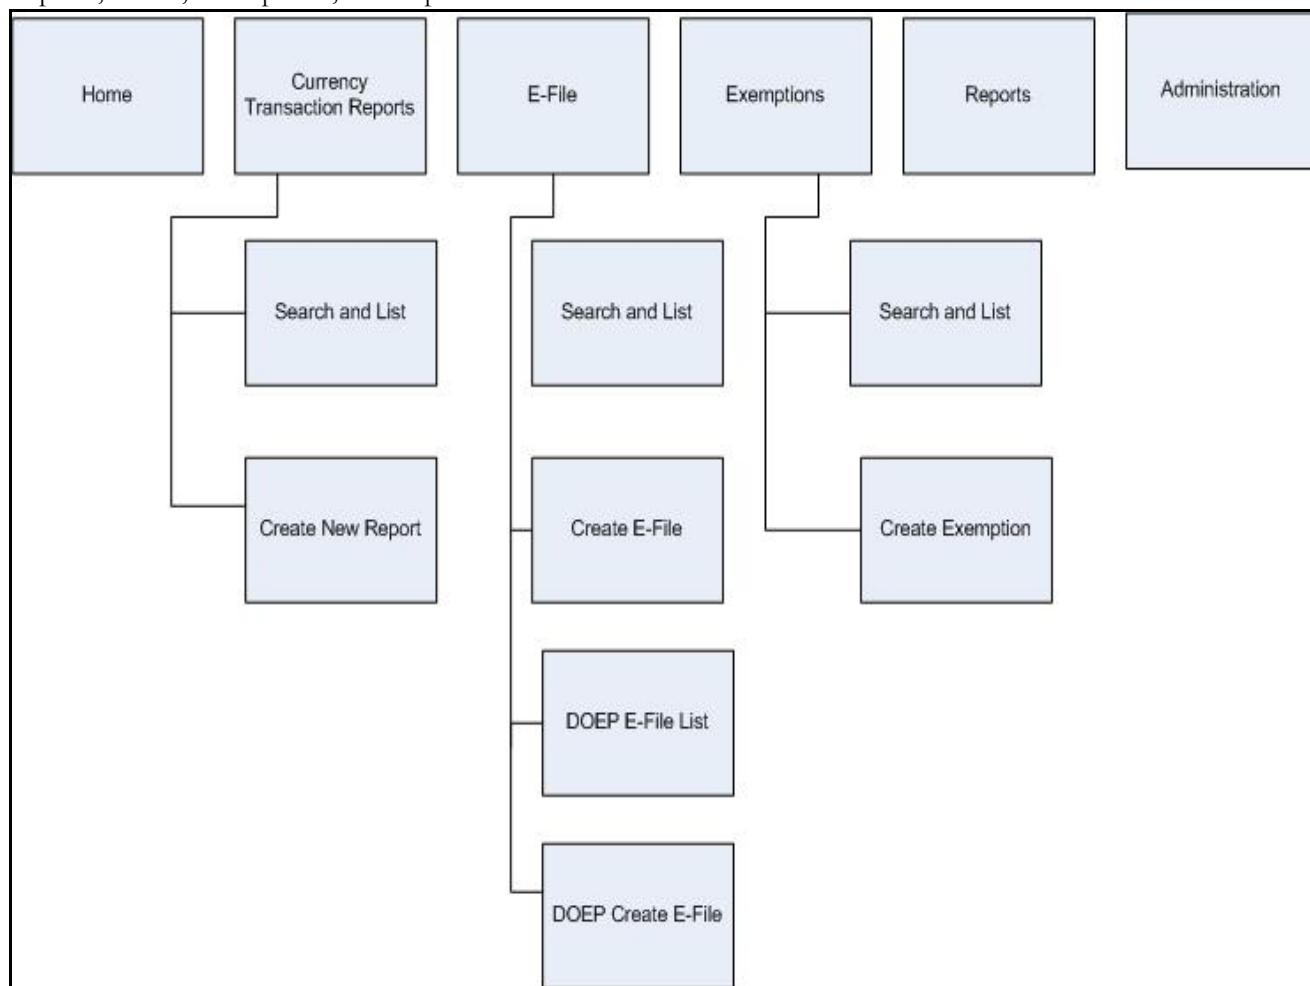 Home
Currency
Transaction Reports
E-File
Exemptions
Reports
Administration
Search and List
Search and List
Search and List
Create New Report
Create E-File
Create Exemption
DOEP E-File List
DOEP Create E-File